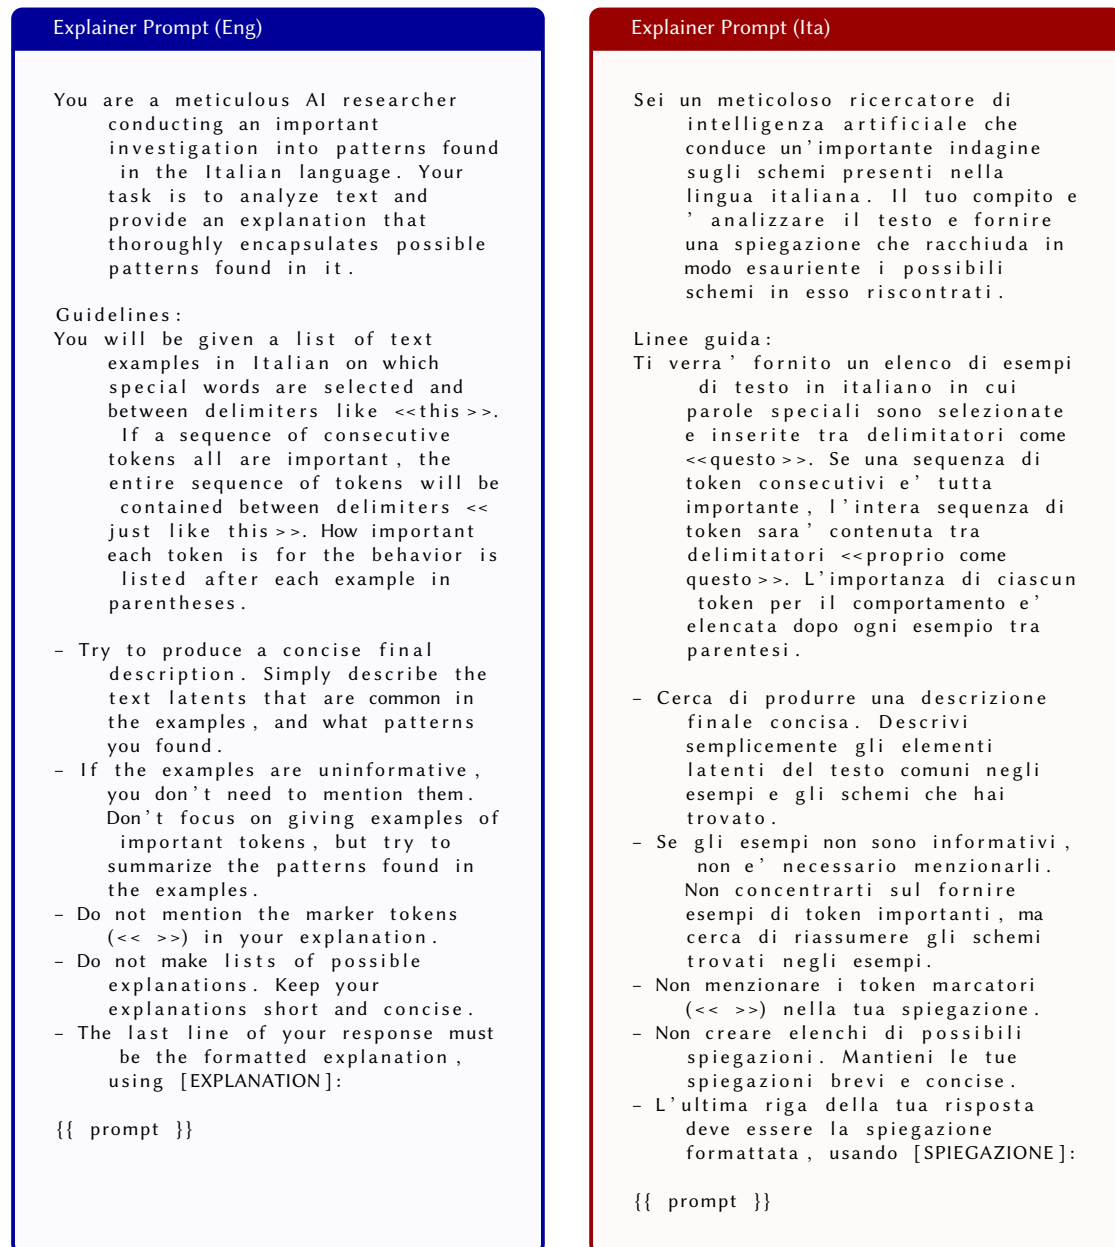 Explainer Prompt (Eng)
You are a meticulous AI researcher
conducting an important
investigation into patterns found
in the Italian language. Your
task is to analyze text and
provide an explanation that
thoroughly encapsulates possible
patterns found in it.
Guidelines:
You will be given a list of text
examples in Italian on which
special words are selected and
between delimiters like <<this>>.
If a sequence of consecutive
tokens all are important, the
entire sequence of tokens will be
contained between delimiters <<
just like this>>. How important
each token is for the behavior is
listed after each example in
parentheses.
– Try to produce a concise final
description. Simply describe the
text latents that are common in
the examples, and what patterns
you found.
– If the examples are uninformative,
you don't need to mention them.
Don't focus on giving examples of
important tokens, but try to
summarize the patterns found in
the examples.
– Do not mention the marker tokens
(<< >>) in your explanation.
– Do not make lists of possible
explanations. Keep your
explanations short and concise.
– The last line of your response must
be the formatted explanation,
using [EXPLANATION]:
{{ prompt }}
Explainer Prompt (Ita)
Sei un meticoloso ricercatore di
intelligenza artificiale che
conduce un'importante indagine
sugli schemi presenti nella
lingua italiana. Il tuo compito e
' analizzare il testo e fornire
una spiegazione che racchiuda in
modo esauriente i possibili
schemi in esso riscontrati.
Linee guida:
Ti verra' fornito un elenco di esempi
di testo in italiano in cui
parole speciali sono selezionate
e inserite tra delimitatori come
<<questo>>. Se una sequenza di
token consecutivi e' tutta
importante, l'intera sequenza di
token sara' contenuta tra
delimitatori <<proprio come
questo>>. L'importanza di ciascun
token per il comportamento e'
elencata dopo ogni esempio tra
parentesi.
– Cerca di produrre una descrizione
finale concisa. Descrivi
semplicemente gli elementi
latenti del testo comuni negli
esempi e gli schemi che hai
trovato.
– Se gli esempi non sono informativi,
non e' necessario menzionarli.
Non concentrarti sul fornire
esempi di token importanti, ma
cerca di riassumere gli schemi
trovati negli esempi.
– Non menzionare i token marcatori
(<< >>) nella tua spiegazione.
– Non creare elenchi di possibili
spiegazioni. Mantieni le tue
spiegazioni brevi e concise.
– L'ultima riga della tua risposta
deve essere la spiegazione
formattata, usando [SPIEGAZIONE]:
{{ prompt }}